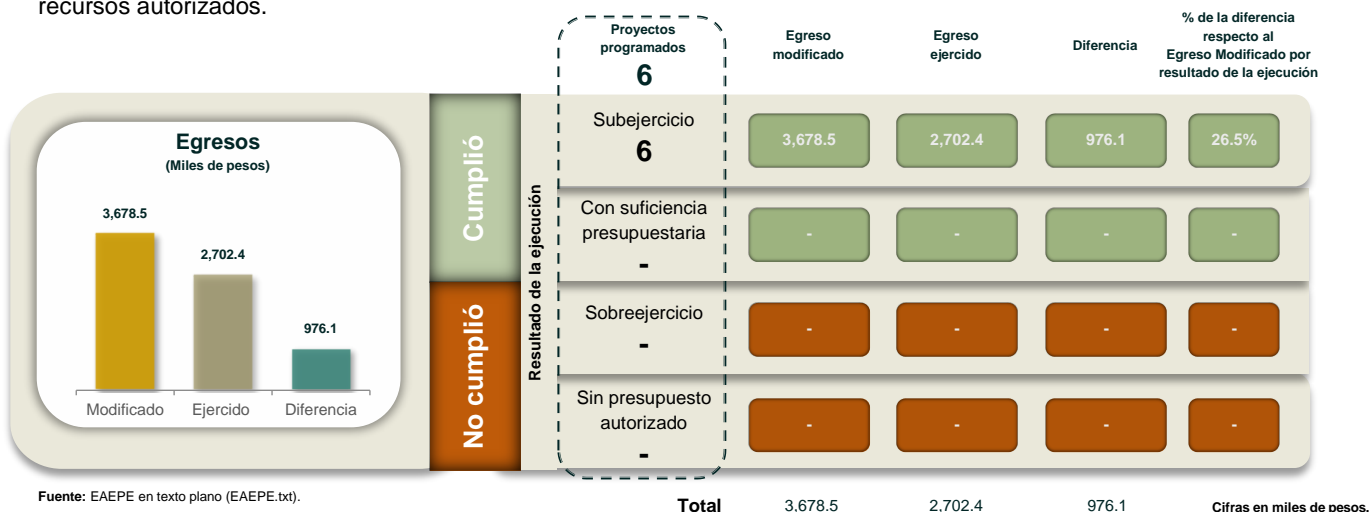 recursos autorizados.
Proyectos
programados
6
Egreso
modificado
Egreso
ejercido
Diferencia
% de la diferencia
respecto al
Egreso Modificado por
resultado de la ejecución
Egresos
(Miles de pesos)
3,678.5
2,702.4
976.1
Modificado
Ejercido
Diferencia
Cumplió
No cumplió
Resultado de la ejecución
Subejercicio
6
3,678.5
2,702.4
976.1
26.5%
Con suficiencia
presupuestaria
-
-
-
-
-
Sobreejercicio
-
-
-
-
-
Sin presupuesto
autorizado
-
-
-
-
-
Fuente: EAEPE en texto plano (EAEPE.txt).
Total
3,678.5
2,702.4
976.1
Cifras en miles de pesos.